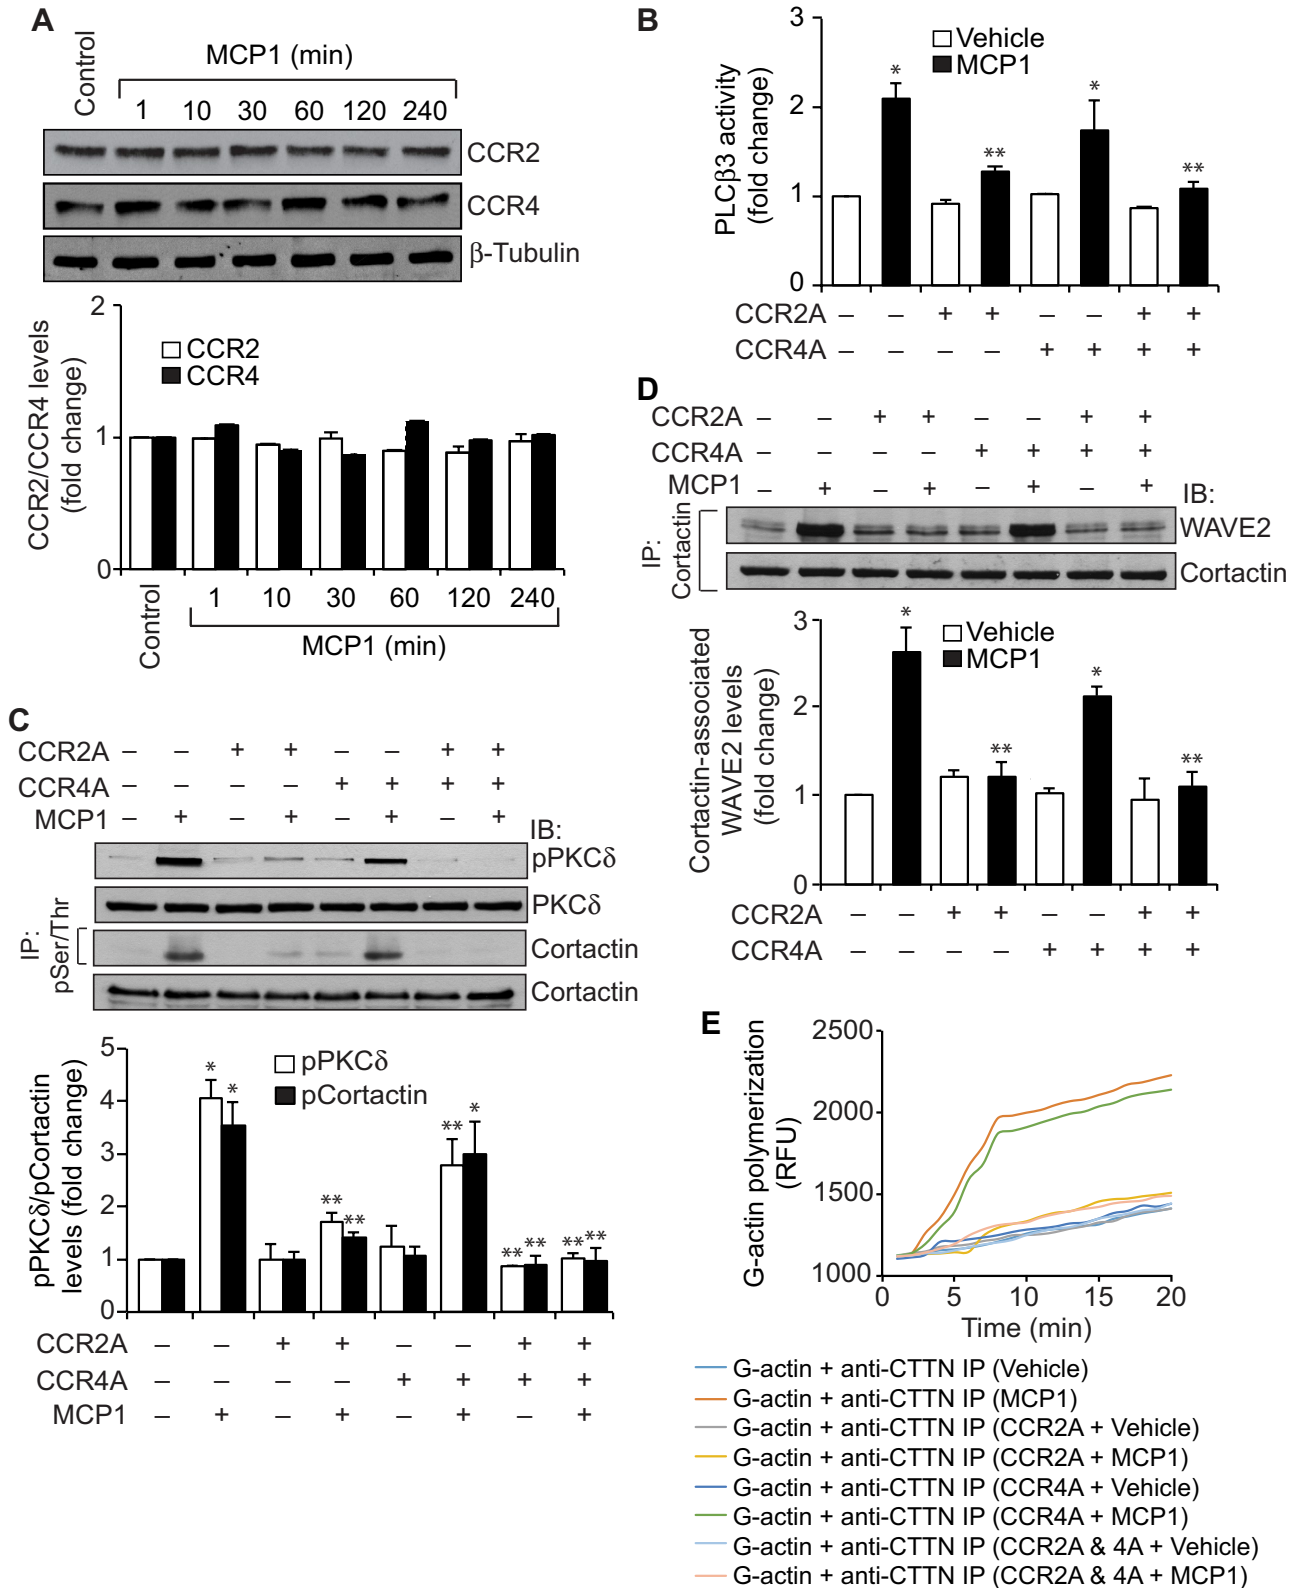 A
Control
MCP1 (min)
1 10 30 60 120 240
CCR2
CCR4
β-Tubulin
CCR2/CCR4 levels
(fold change)
2
1
0
CCR2
CCR4
Control
1 10 30 60 120 240
MCP1 (min)
B
PLCβ3 activity
(fold change)
3
2
1
0
Vehicle
MCP1
* ** * **
CCR2A – – + + – – + +
CCR4A – – – – + + + +
C
CCR2A – – + + – – + +
CCR4A – – – – + + + +
MCP1 – + – + – + – +
IB:
pPKCδ
PKCδ
IP:
pSer/Thr
Cortactin
Cortactin
pPKCδ/pCortactin
levels (fold change)
5
4
3
2
1
0
pPKCδ
pCortactin
* * ** ** ** * ** ** ** **
CCR2A – – + + – – + +
CCR4A – – – – + + + +
MCP1 – + – + – + – +
D
CCR2A – – + + – – + +
CCR4A – – – – + + + +
MCP1 – + – + – + – +
IB:
IP:
Cortactin
WAVE2
Cortactin
Cortactin-associated
WAVE2 levels
(fold change)
3
2
1
0
Vehicle
MCP1
* ** * **
CCR2A – – + + – – + +
CCR4A – – – – + + + +
E
G-actin polymerization
(RFU)
2500
2000
1500
1000
0 5 10 15 20
Time (min)
G-actin + anti-CTTN IP (Vehicle)
G-actin + anti-CTTN IP (MCP1)
G-actin + anti-CTTN IP (CCR2A + Vehicle)
G-actin + anti-CTTN IP (CCR2A + MCP1)
G-actin + anti-CTTN IP (CCR4A + Vehicle)
G-actin + anti-CTTN IP (CCR4A + MCP1)
G-actin + anti-CTTN IP (CCR2A & 4A + Vehicle)
G-actin + anti-CTTN IP (CCR2A & 4A + MCP1)